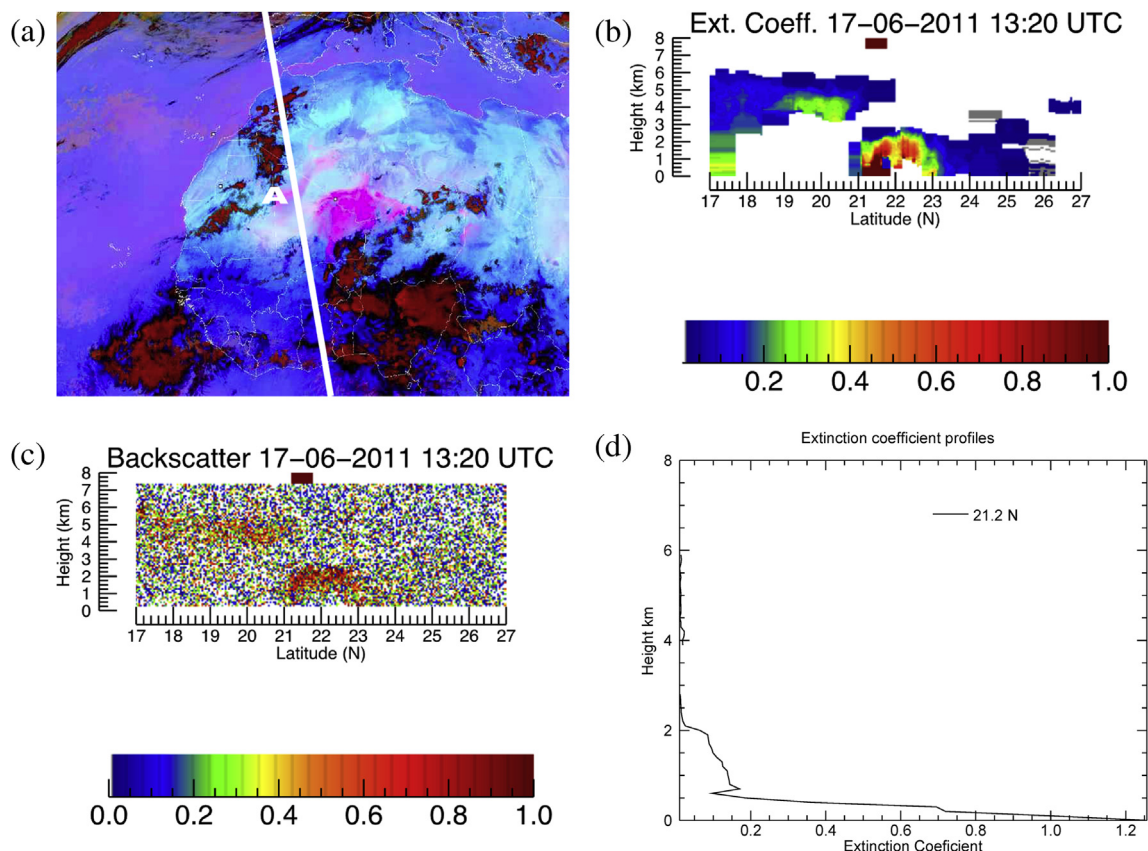 (a)
A
(b)
Ext. Coeff. 17-06-2011 13:20 UTC
8
7
6
5
4
3
2
1
0
Height (km)
17 18 19 20 21 22 23 24 25 26 27
Latitude (N)
0.2 0.4 0.6 0.8 1.0
(c)
Backscatter 17-06-2011 13:20 UTC
8
7
6
5
4
3
2
1
0
Height (km)
17 18 19 20 21 22 23 24 25 26 27
Latitude (N)
0.0 0.2 0.4 0.6 0.8 1.0
(d)
Extinction coefficient profiles
21.2 N
8
6
4
2
0
Height km
0.2 0.4 0.6 0.8 1.0 1.2
Extinction Coeficient